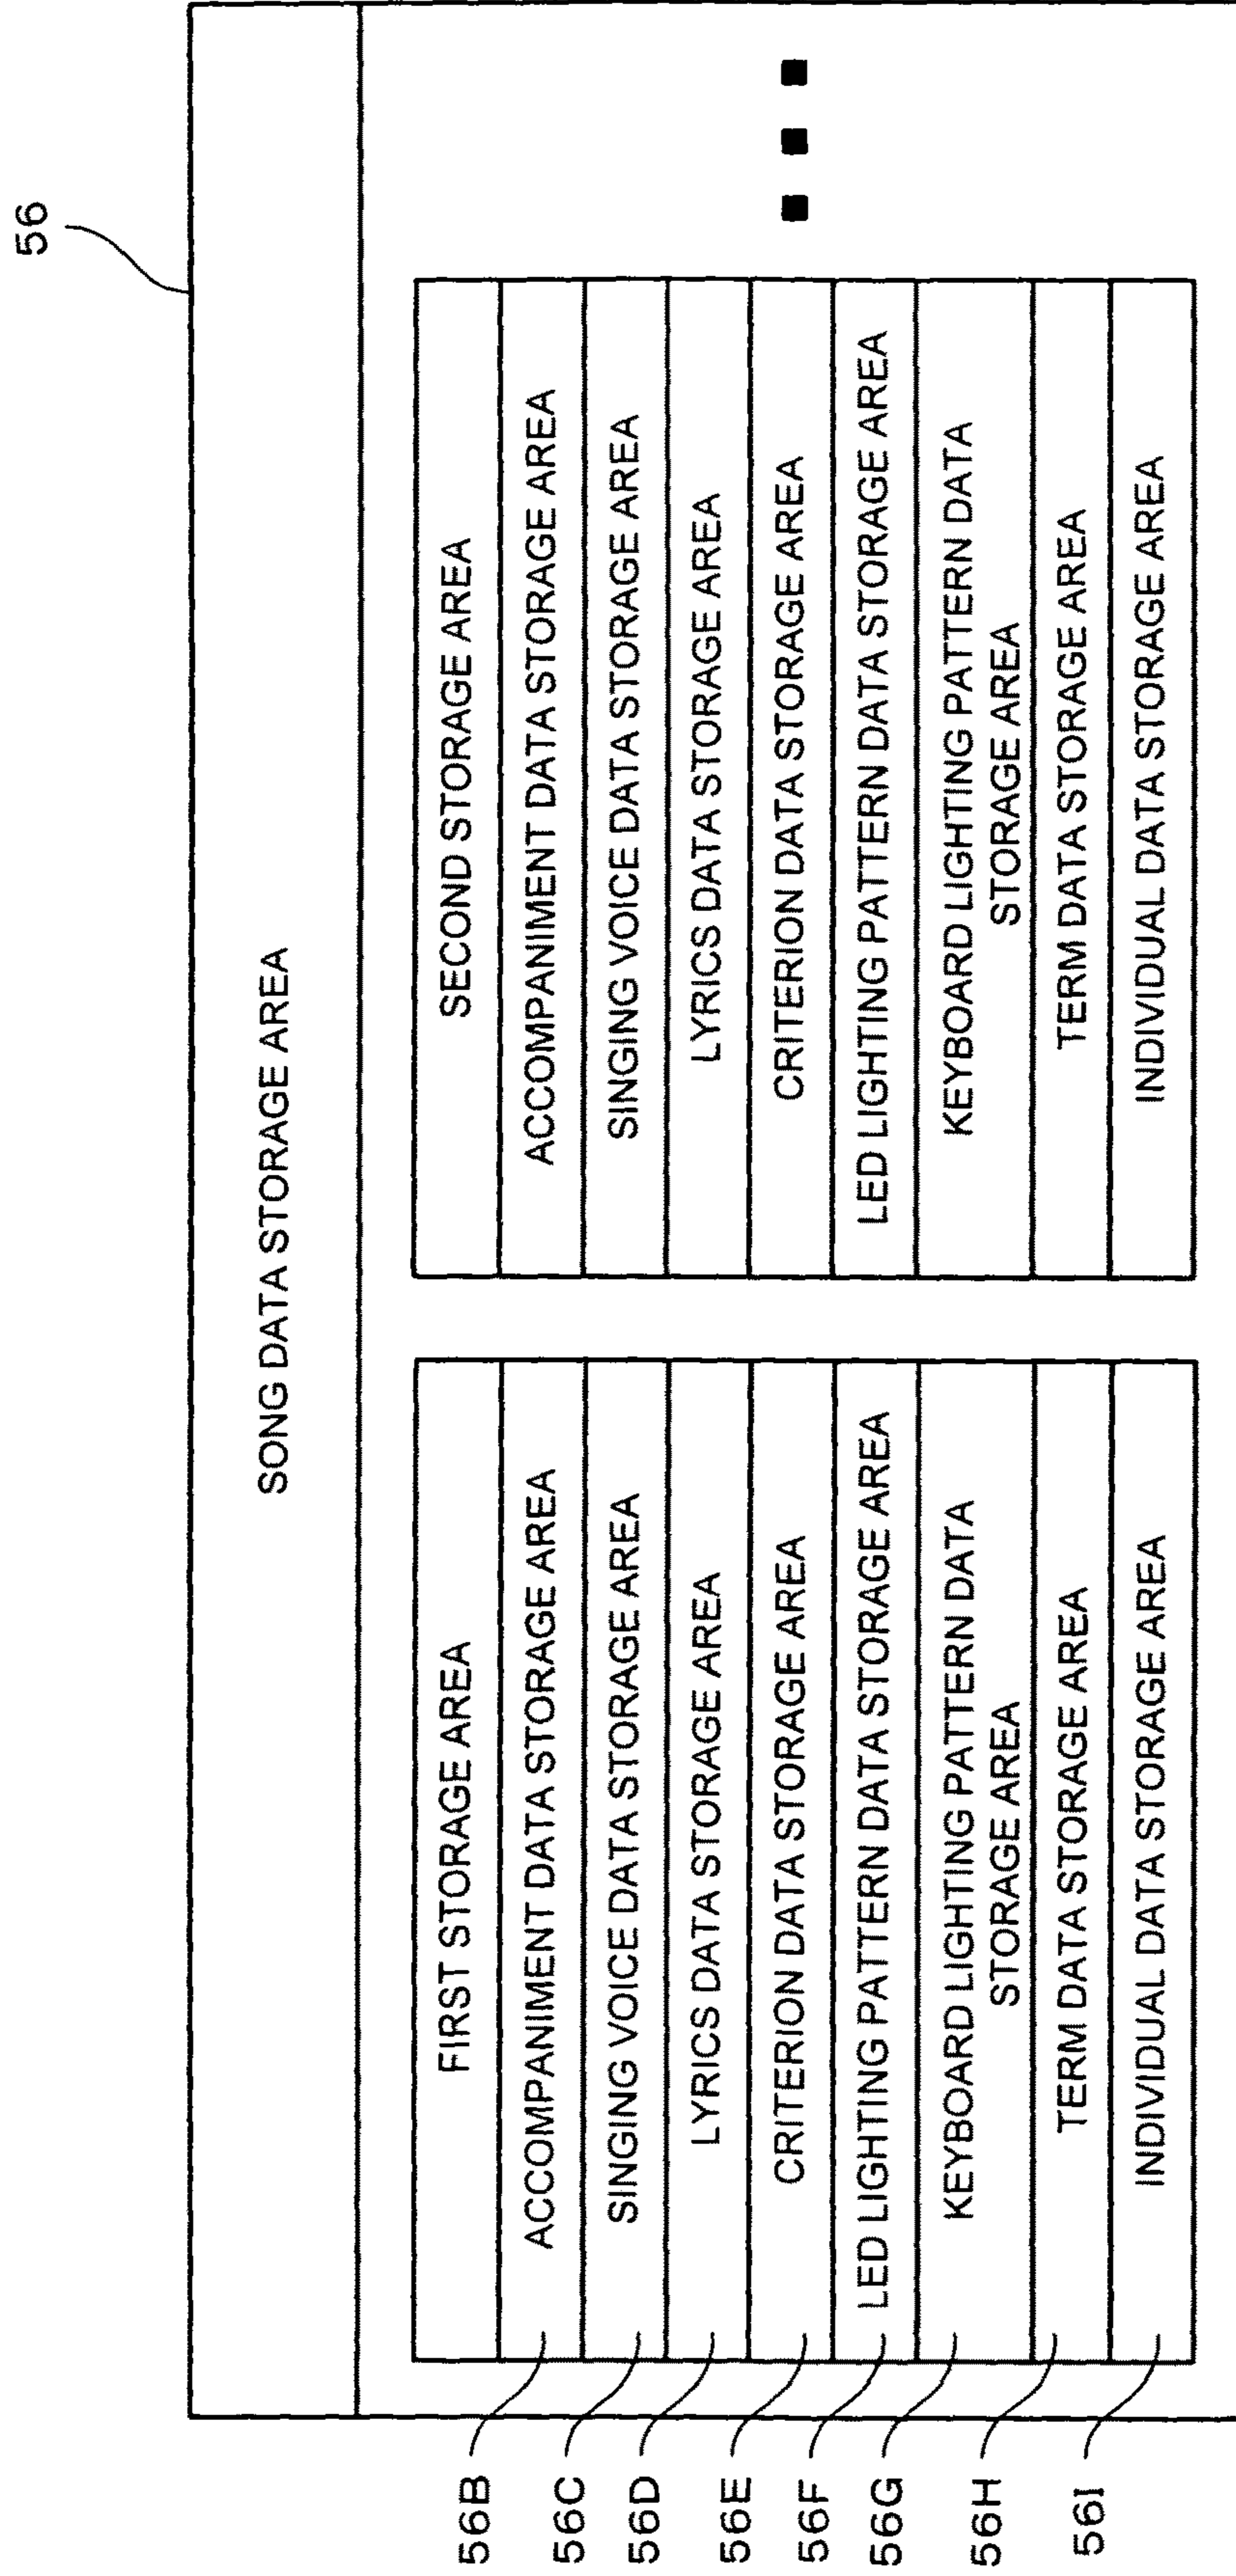 56
SONG DATA STORAGE AREA
FIRST STORAGE AREA
56B
ACCOMPANIMENT DATA STORAGE AREA
56C
SINGING VOICE DATA STORAGE AREA
56D
LYRICS DATA STORAGE AREA
56E
CRITERION DATA STORAGE AREA
56F
LED LIGHTING PATTERN DATA STORAGE AREA
56G
KEYBOARD LIGHTING PATTERN DATA
STORAGE AREA
56H
TERM DATA STORAGE AREA
56I
INDIVIDUAL DATA STORAGE AREA
SECOND STORAGE AREA
ACCOMPANIMENT DATA STORAGE AREA
SINGING VOICE DATA STORAGE AREA
LYRICS DATA STORAGE AREA
CRITERION DATA STORAGE AREA
LED LIGHTING PATTERN DATA STORAGE AREA
KEYBOARD LIGHTING PATTERN DATA
STORAGE AREA
TERM DATA STORAGE AREA
INDIVIDUAL DATA STORAGE AREA